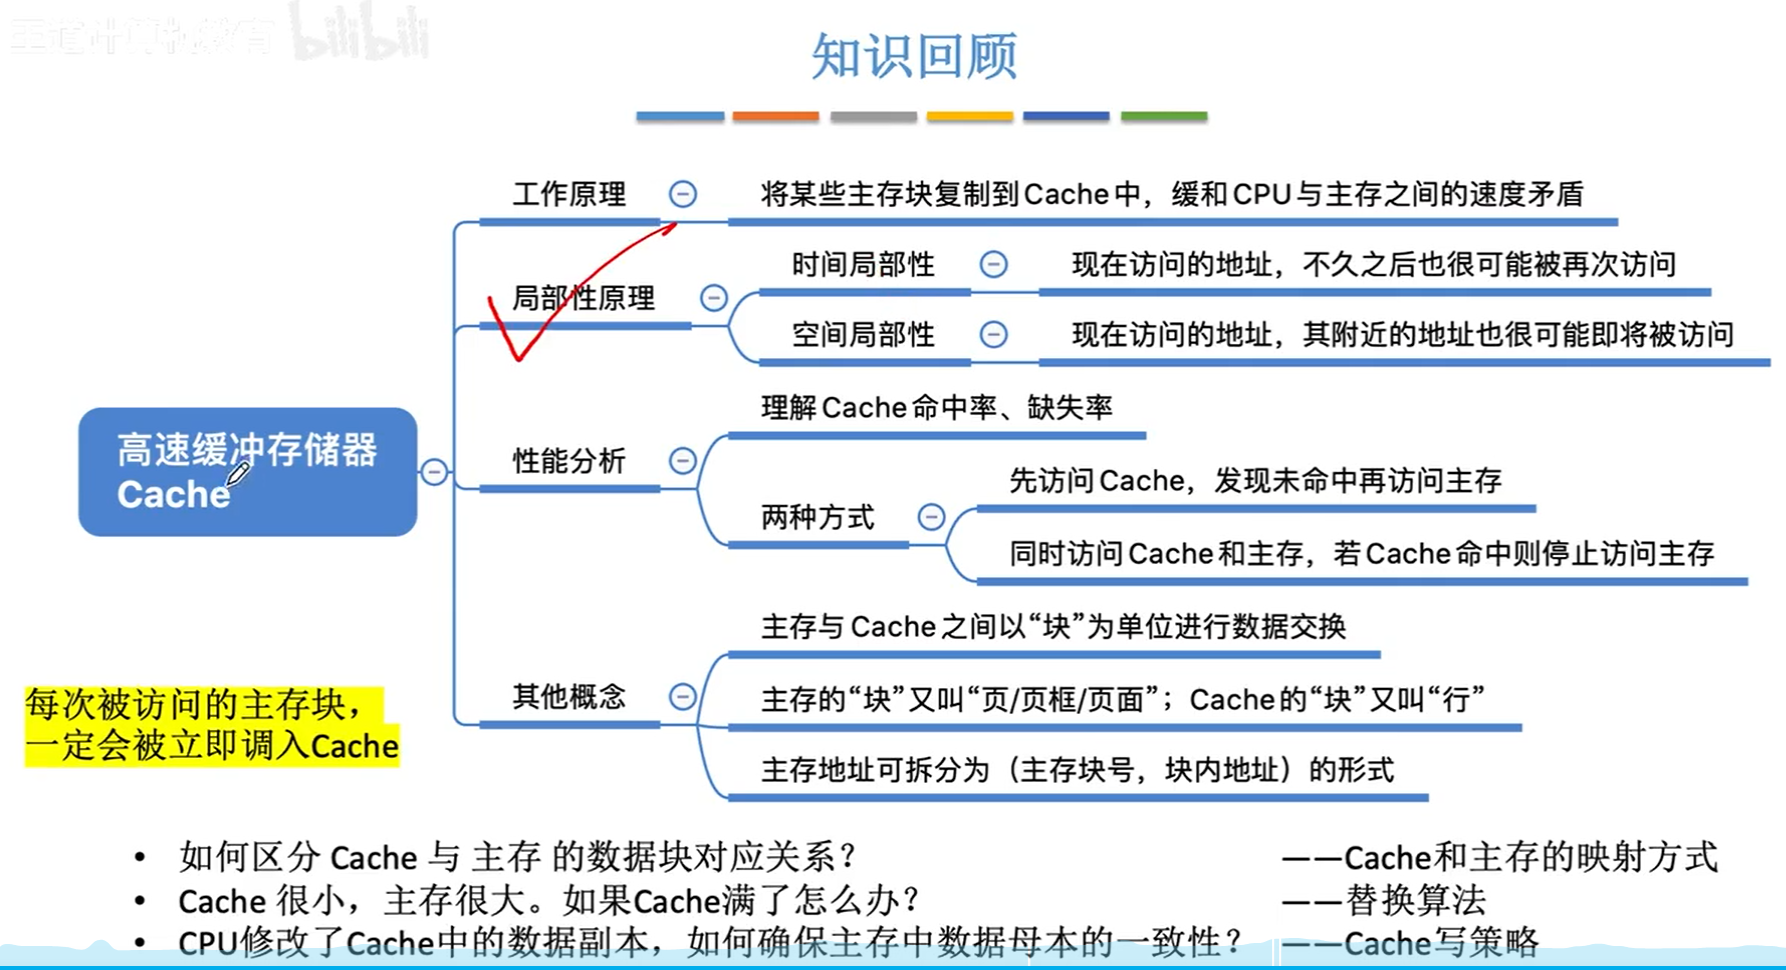 王道计算机教育 bilibili
知识回顾
工作原理
将某些主存块复制到Cache中，缓和CPU与主存之间的速度矛盾
局部性原理
时间局部性
现在访问的地址，不久之后也很可能被再次访问
空间局部性
现在访问的地址，其附近的地址也很可能即将被访问
高速缓冲存储器
Cache
性能分析
理解Cache命中率、缺失率
两种方式
先访问Cache，发现未命中再访问主存
同时访问Cache和主存，若Cache命中则停止访问主存
其他概念
主存与Cache之间以“块”为单位进行数据交换
主存的“块”又叫“页/页框/页面”；Cache的“块”又叫“行”
主存地址可拆分为（主存块号，块内地址）的形式
每次被访问的主存块，
一定会被立即调入Cache
• 如何区分 Cache 与 主存 的数据块对应关系？ ——Cache和主存的映射方式
• Cache 很小，主存很大。如果Cache满了怎么办？ ——替换算法
• CPU修改了Cache中的数据副本，如何确保主存中数据母本的一致性？ ——Cache写策略